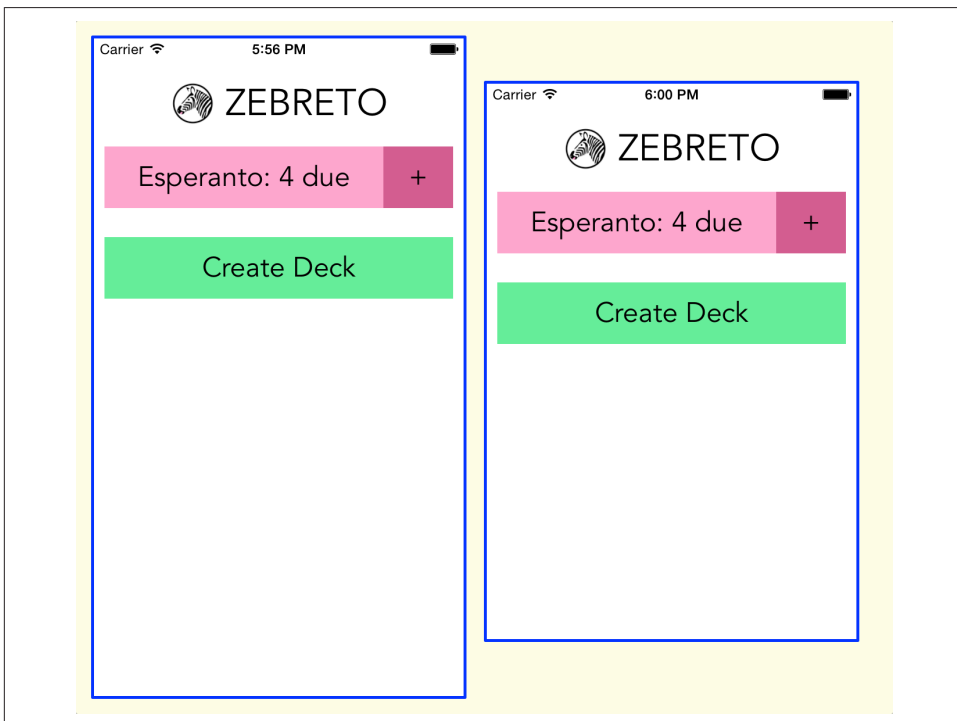 Carrier
5:56 PM
ZEBRETO
Esperanto: 4 due
+
Create Deck
Carrier
6:00 PM
ZEBRETO
Esperanto: 4 due
+
Create Deck